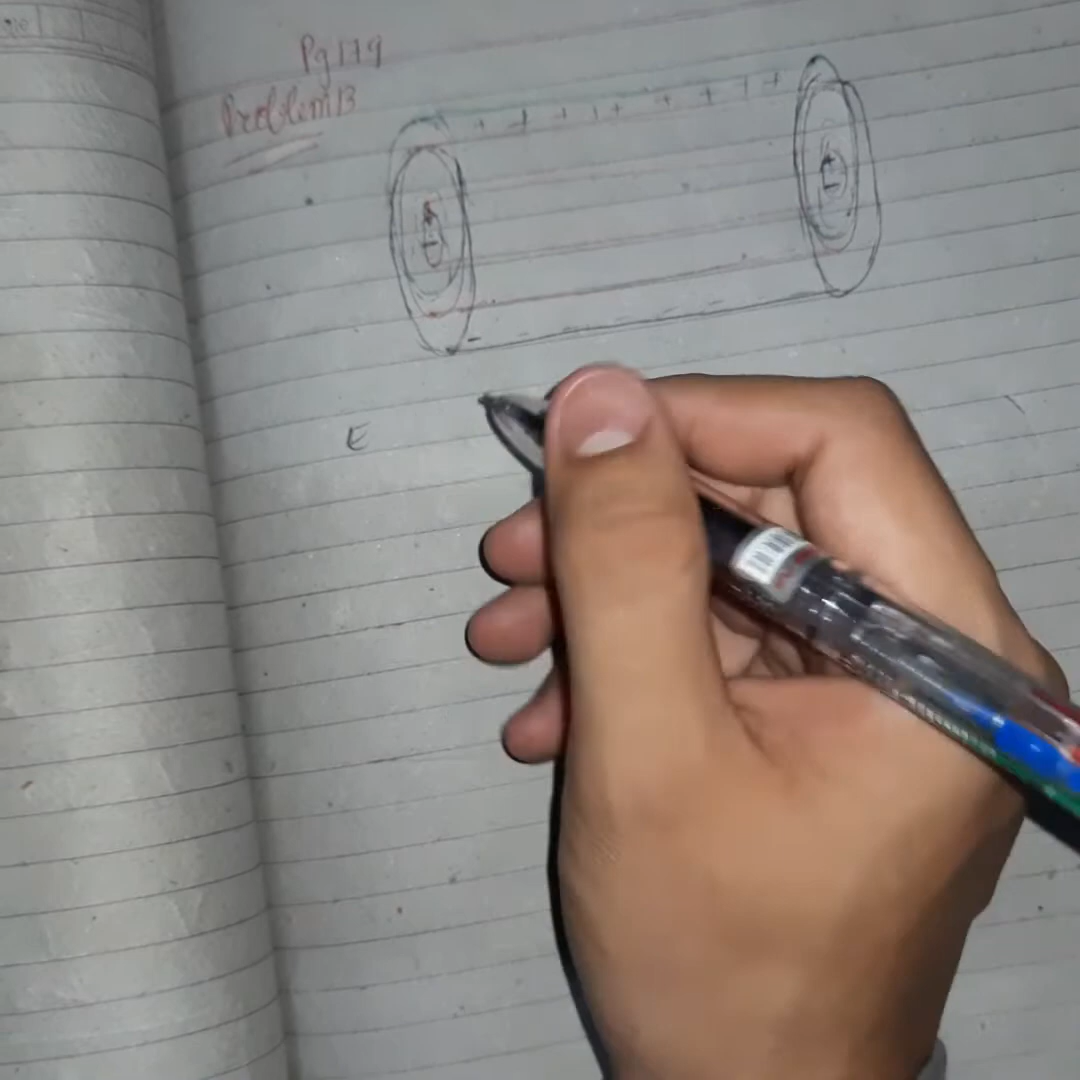 Pg 179
Problem 13
+ + + + + + + + +
E